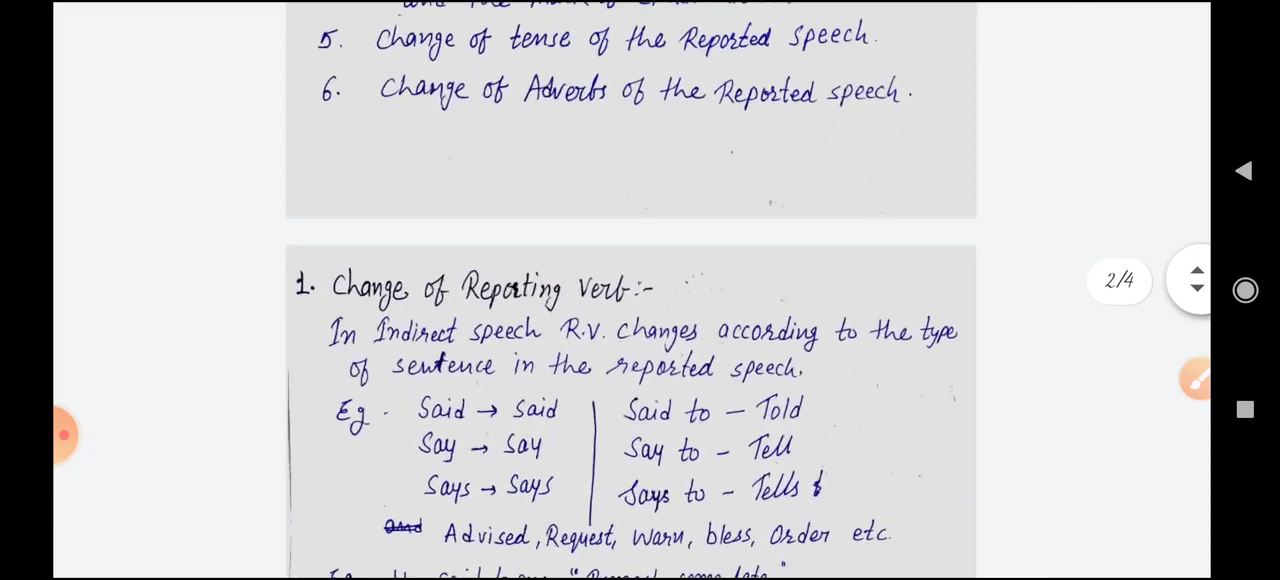 5. Change of tense of the Reported speech.
6. Change of Adverbs of the Reported speech.
1. Change of Reporting Verb:-
In Indirect speech R.V. changes according to the type
of sentence in the reported speech.
Eg. Said → Said | Said to - Told
Say → Say | Say to - Tell
Says → Says | Says to - Tells
Advised, Request, Warn, bless, Order etc.
2/4